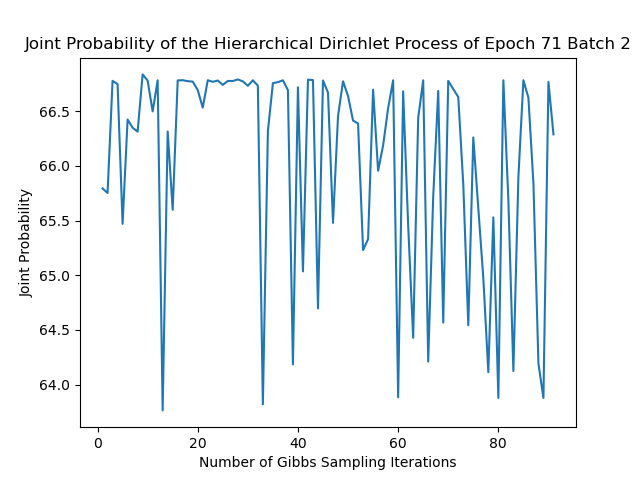 Joint Probability of the Hierarchical Dirichlet Process of Epoch 71 Batch 2
Joint Probability
66.5
66.0
65.5
65.0
64.5
64.0
0 20 40 60 80
Number of Gibbs Sampling Iterations